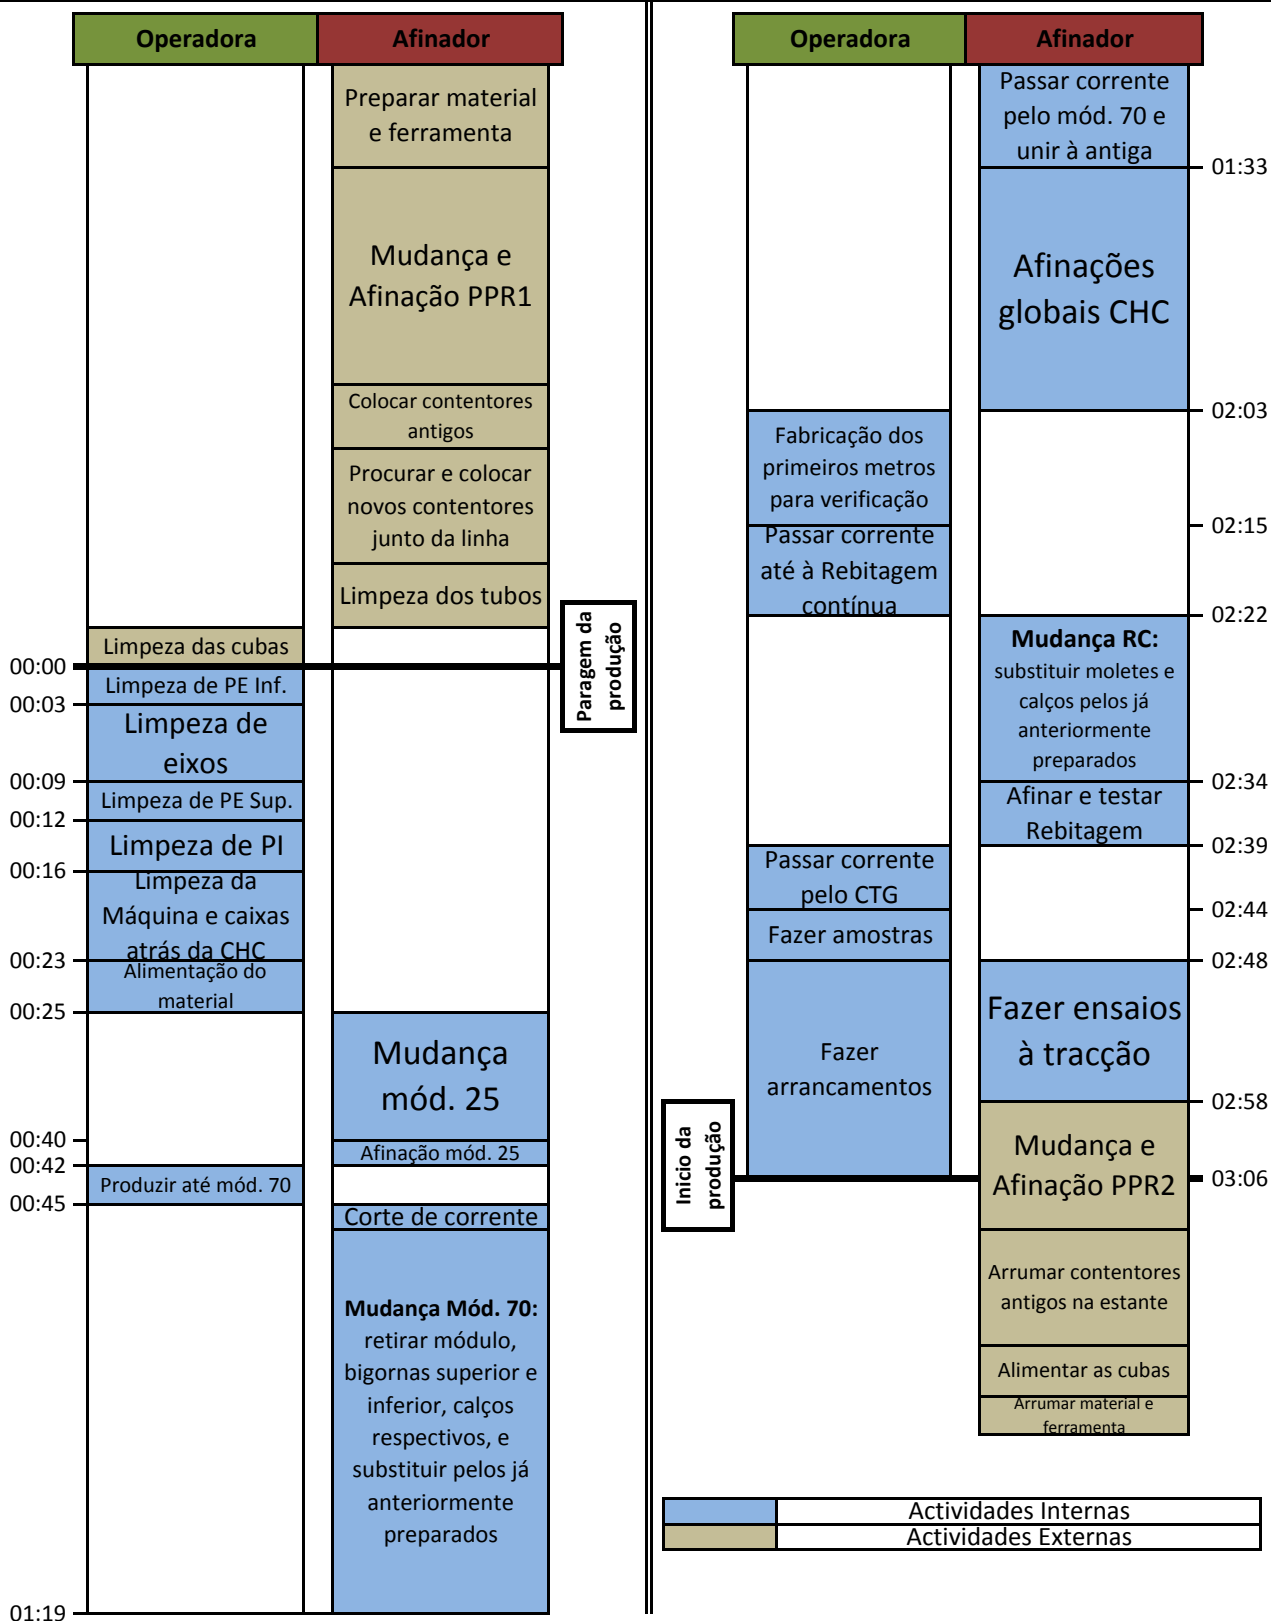 Operadora
Afinador
Preparar material
e ferramenta
Mudança e
Afinação PPR1
Colocar contentores
antigos
Procurar e colocar
novos contentores
junto da linha
Limpeza dos tubos
Limpeza das cubas
Paragem da
produção
00:00
Limpeza de PE Inf.
00:03
Limpeza de
eixos
00:09
Limpeza de PE Sup.
00:12
Limpeza de PI
00:16
Limpeza da
Máquina e caixas
atrás da CHC
00:23
Alimentação do
material
00:25
Mudança
mód. 25
00:40
Afinação mód. 25
00:42
Produzir até mód. 70
00:45
Corte de corrente
Mudança Mód. 70:
retirar módulo,
bigornas superior e
inferior, calços
respectivos, e
substituir pelos já
anteriormente
preparados
01:19
Operadora
Afinador
Passar corrente
pelo mód. 70 e
unir à antiga
01:33
Afinações
globais CHC
02:03
Fabricação dos
primeiros metros
para verificação
02:15
Passar corrente
até à Rebitagem
contínua
02:22
Mudança RC:
substituir moletes e
calços pelos já
anteriormente
preparados
02:34
Afinar e testar
Rebitagem
02:39
Passar corrente
pelo CTG
02:44
Fazer amostras
02:48
Fazer ensaios
à tracção
Fazer
arrancamentos
02:58
Inicio da
produção
Mudança e
Afinação PPR2
03:06
Arrumar contentores
antigos na estante
Alimentar as cubas
Arrumar material e
ferramenta
Actividades Internas
Actividades Externas